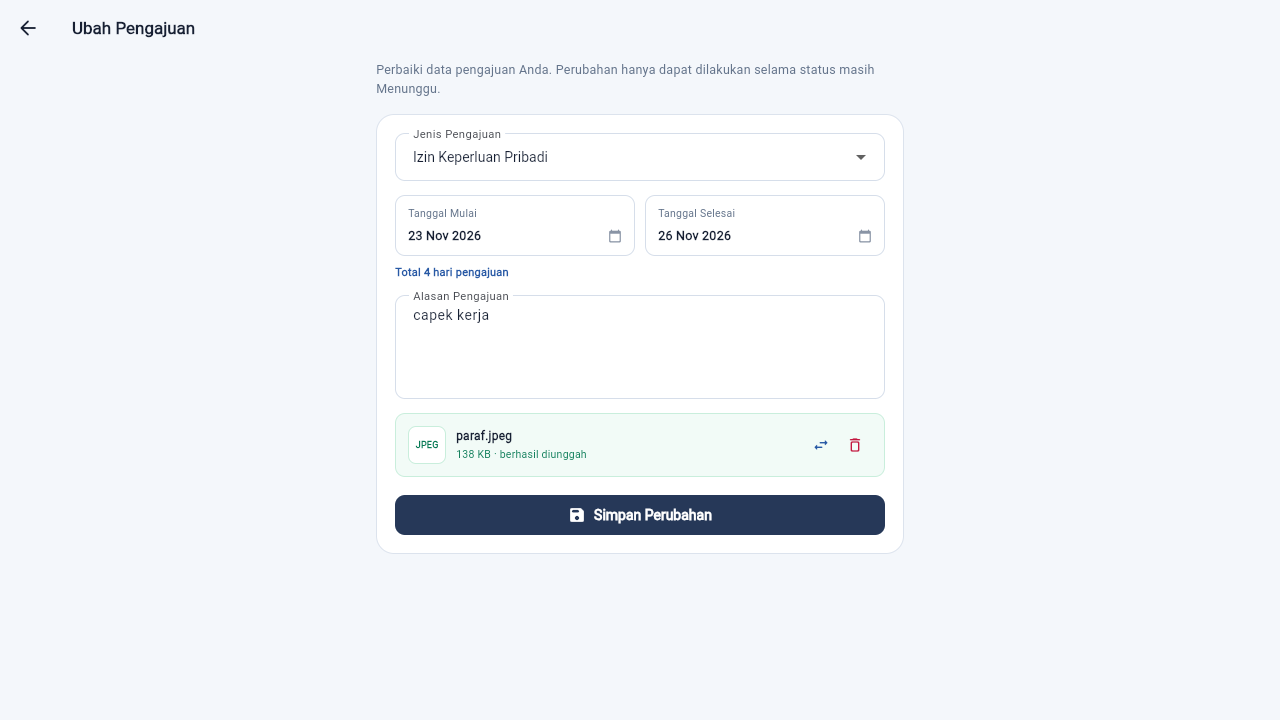 Ubah Pengajuan
Perbaiki data pengajuan Anda. Perubahan hanya dapat dilakukan selama status masih
Menunggu.
Jenis Pengajuan
Izin Keperluan Pribadi
Tanggal Mulai
23 Nov 2026
Tanggal Selesai
26 Nov 2026
Total 4 hari pengajuan
Alasan Pengajuan
capek kerja
JPEG
paraf.jpeg
138 KB · berhasil diunggah
Simpan Perubahan